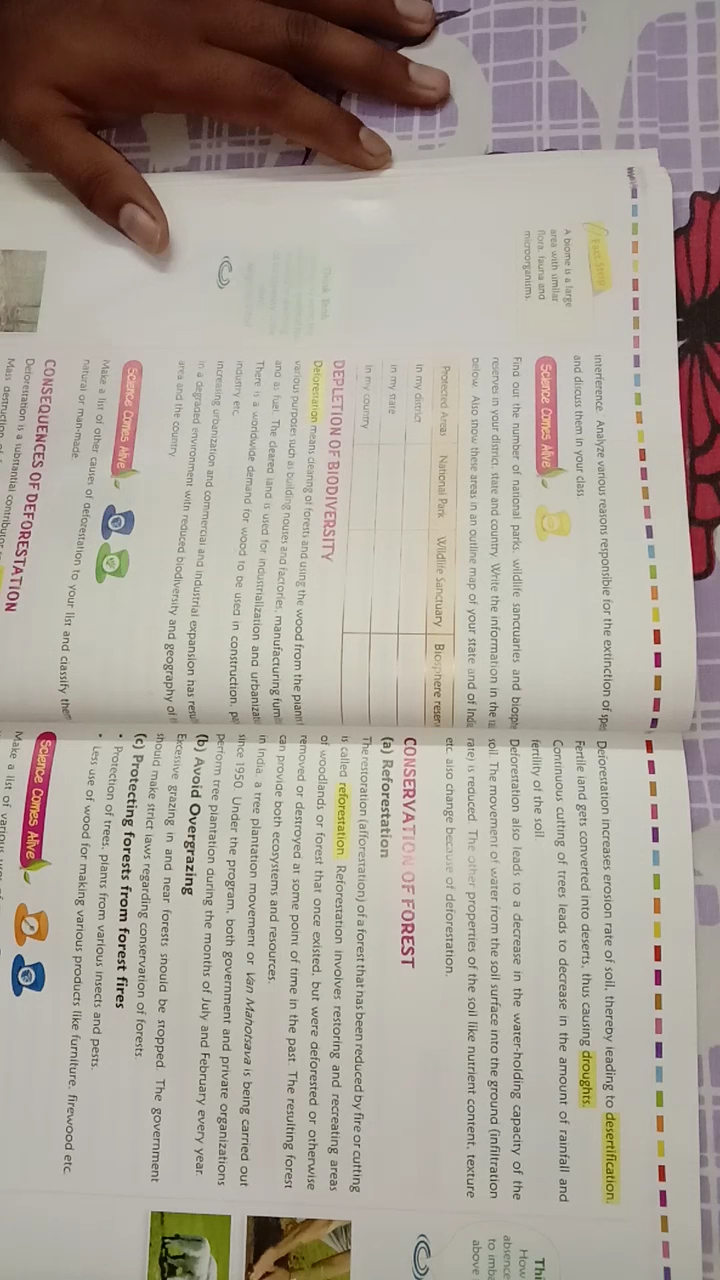 Fact Step
A biome is a large
area with similar
flora, fauna and
microorganisms.
interference. Analyze various reasons responsible for the extinction of
and discuss them in your class.
Science Comes Alive
Find out the number of national parks, wildlife sanctuaries and
reserves in your district, state and country. Write the information in the
below. Also show these areas in an outline map of your state and of
Protected Areas National Park Wildlife Sanctuary Biosphere
In my district
In my state
In my country
DEPLETION OF BIODIVERSITY
Deforestation means clearing of forests and using the wood from the
various purposes such as building houses and factories, manufacturing
and as fuel. The cleared land is used for industrialization and
There is a worldwide demand for wood to be used in construction,
industry etc.
Increasing urbanization and commercial and industrial expansion has
in a degraded environment with reduced biodiversity and geography of
area and the country.
Science Comes Alive
Make a list of other causes of deforestation to your list and classify
natural or man-made.
CONSEQUENCES OF DEFORESTATION
Deforestation is a substantial contributor
Mass destruction of
Deforestation increases erosion rate of soil, thereby leading to desertification.
Fertile land gets converted into deserts, thus causing droughts.
Continuous cutting of trees leads to decrease in the amount of rainfall and
fertility of the soil.
Deforestation also leads to a decrease in the water-holding capacity of the
soil. The movement of water from the soil surface into the ground (infiltration
rate) is reduced. The other properties of the soil like nutrient content, texture
etc. also change because of deforestation.
CONSERVATION OF FOREST
(a) Reforestation
The restoration (afforestation) of a forest that has been reduced by fire or cutting
is called reforestation. Reforestation involves restoring and recreating areas
of woodlands or forest that once existed, but were deforested or otherwise
removed or destroyed at some point of time in the past. The resulting forest
can provide both ecosystems and resources.
In India, a tree plantation movement or Van Mahotsava is being carried out
since 1950. Under the program, both government and private organizations
perform tree plantation during the months of July and February every year.
(b) Avoid Overgrazing
Excessive grazing in and near forests should be stopped. The government
should make strict laws regarding conservation of forests.
(c) Protecting forests from forest fires
• Protection of trees, plants from various insects and pests.
• Less use of wood for making various products like furniture, firewood etc.
Science Comes Alive
Make a list of various uses of
How
absence
to
above